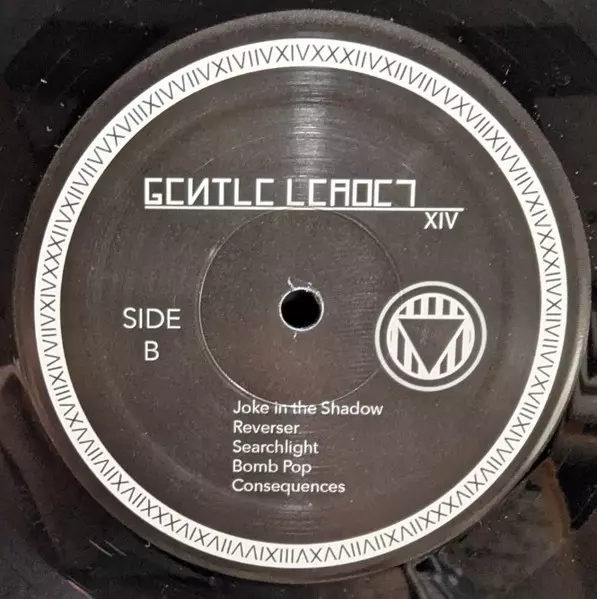 GENTLE LEADER
XIV
SIDE
B
Joke in the Shadow
Reverser
Searchlight
Bomb Pop
Consequences